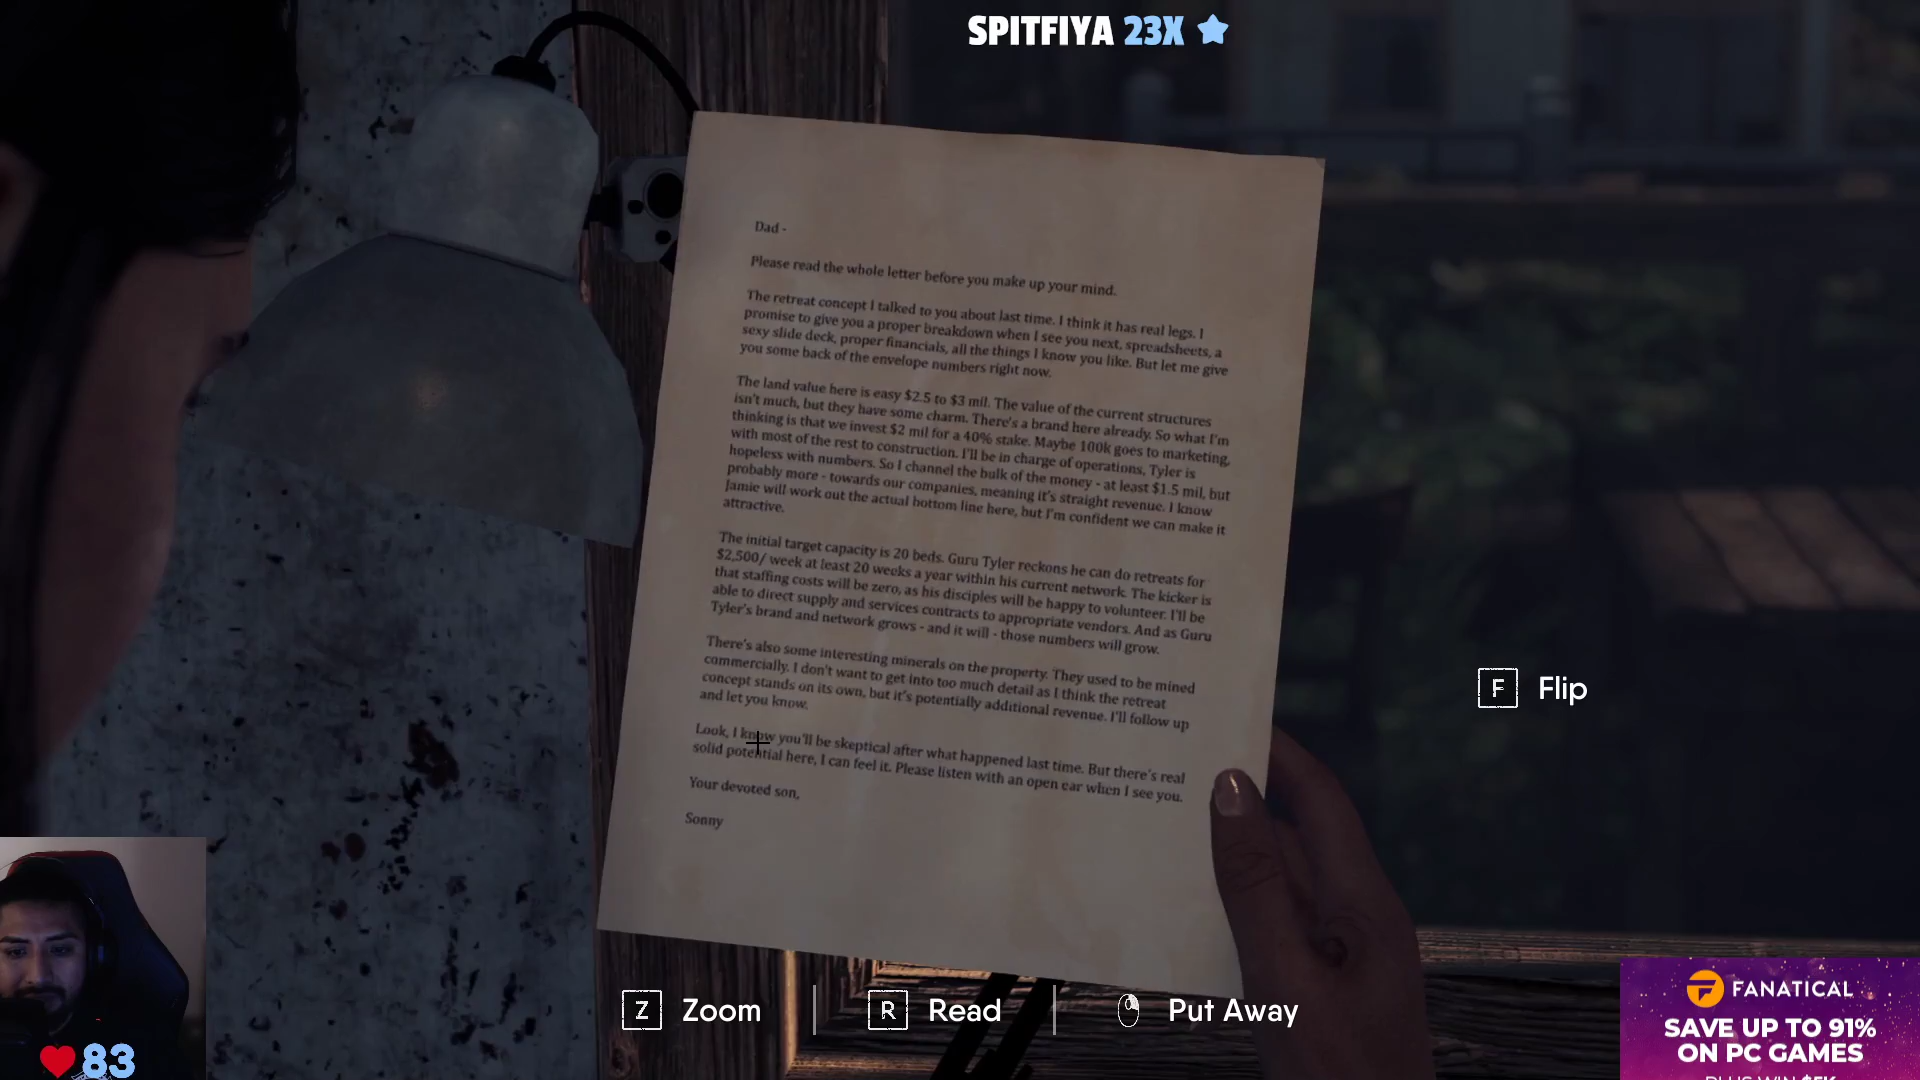 SPITFIYA 23X
Dad -
Please read the whole letter before you make up your mind.
The retreat concept I talked to you about last time. I think it has real legs. I
promise to give you a proper breakdown when I see you next, spreadsheets, a
sexy slide deck, proper financials, all the things I know you like. But let me give
you some back of the envelope numbers right now.
The land value here is easy $2.5 to $3 mil. The value of the current structures
isn't much, but they have some charm. There's a brand here already. So what I'm
thinking is that we invest $2 mil for a 40% stake. Maybe 100k goes to marketing,
with most of the rest to construction. I'll be in charge of operations, Tyler is
hopeless with numbers. So I channel the bulk of the money - at least $1.5 mil, but
probably more - towards our companies, meaning it's straight revenue. I know
Jamie will work out the actual bottom line here, but I'm confident we can make it
attractive.
The initial target capacity is 20 beds. Guru Tyler reckons he can do retreats for
$2,500/ week at least 20 weeks a year within his current network. The kicker is
that staffing costs will be zero, as his disciples will be happy to volunteer. I'll be
able to direct supply and services contracts to appropriate vendors. And as Guru
Tyler's brand and network grows - and it will - those numbers will grow.
There's also some interesting minerals on the property. They used to be mined
commercially. I don't want to get into too much detail as I think the retreat
concept stands on its own, but it's potentially additional revenue. I'll follow up
and let you know.
Look, I know you'll be skeptical after what happened last time. But there's real
solid potential here, I can feel it. Please listen with an open ear when I see you.
Your devoted son,
Sonny
F Flip
Z Zoom
R Read
Put Away
83
FANATICAL
SAVE UP TO 91%
ON PC GAMES
PLUS WIN $5K